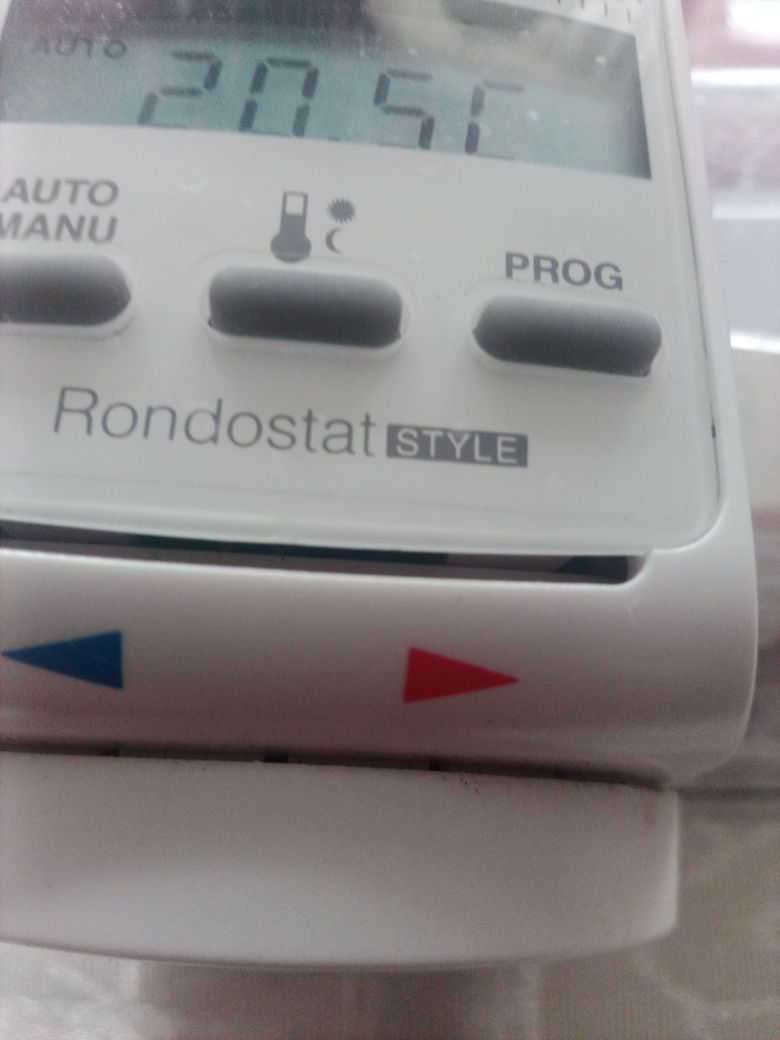 AUTO
20.5C
AUTO
MANU
PROG
Rondostat STYLE